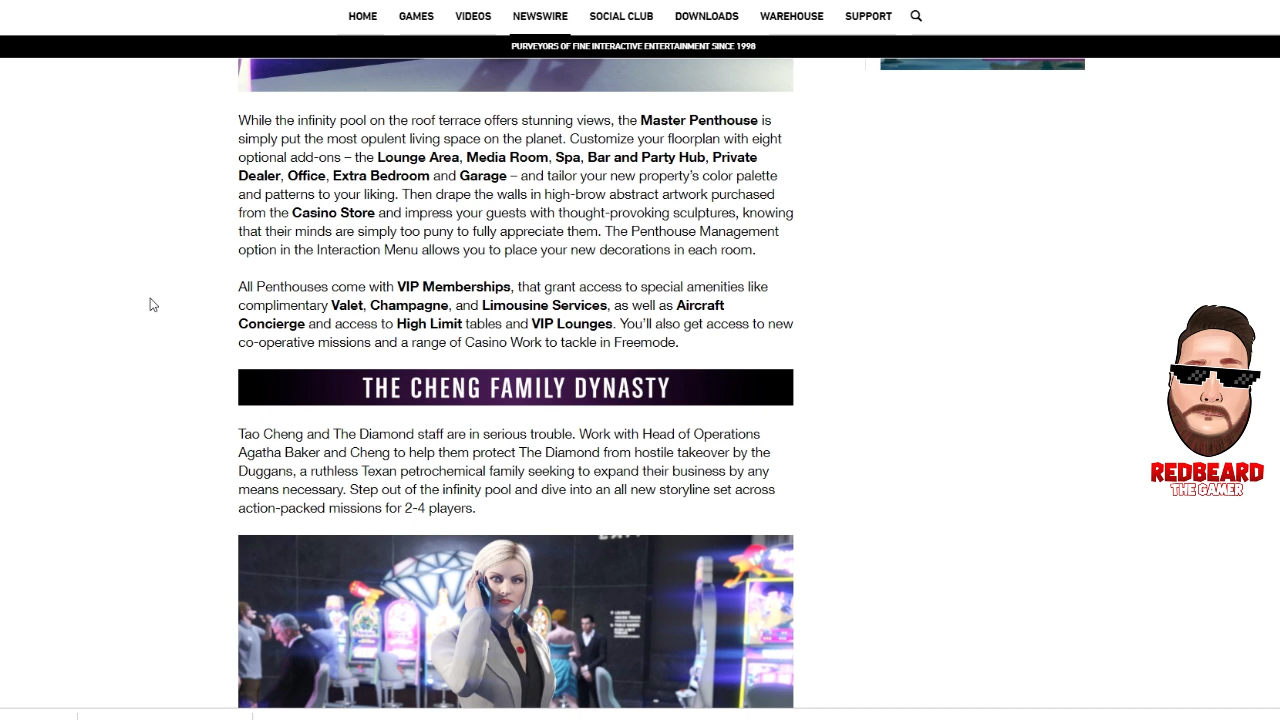 HOME GAMES VIDEOS NEWSWIRE SOCIAL CLUB DOWNLOADS WAREHOUSE SUPPORT
PURVEYORS OF FINE INTERACTIVE ENTERTAINMENT SINCE 1998
While the infinity pool on the roof terrace offers stunning views, the Master Penthouse is
simply put the most opulent living space on the planet. Customize your floorplan with eight
optional add-ons – the Lounge Area, Media Room, Spa, Bar and Party Hub, Private
Dealer, Office, Extra Bedroom and Garage – and tailor your new property's color palette
and patterns to your liking. Then drape the walls in high-brow abstract artwork purchased
from the Casino Store and impress your guests with thought-provoking sculptures, knowing
that their minds are simply too puny to fully appreciate them. The Penthouse Management
option in the Interaction Menu allows you to place your new decorations in each room.
All Penthouses come with VIP Memberships, that grant access to special amenities like
complimentary Valet, Champagne, and Limousine Services, as well as Aircraft
Concierge and access to High Limit tables and VIP Lounges. You'll also get access to new
co-operative missions and a range of Casino Work to tackle in Freemode.
THE CHENG FAMILY DYNASTY
Tao Cheng and The Diamond staff are in serious trouble. Work with Head of Operations
Agatha Baker and Cheng to help them protect The Diamond from hostile takeover by the
Duggans, a ruthless Texan petrochemical family seeking to expand their business by any
means necessary. Step out of the infinity pool and dive into an all new storyline set across
action-packed missions for 2-4 players.
REDBEARD
THE GAMER